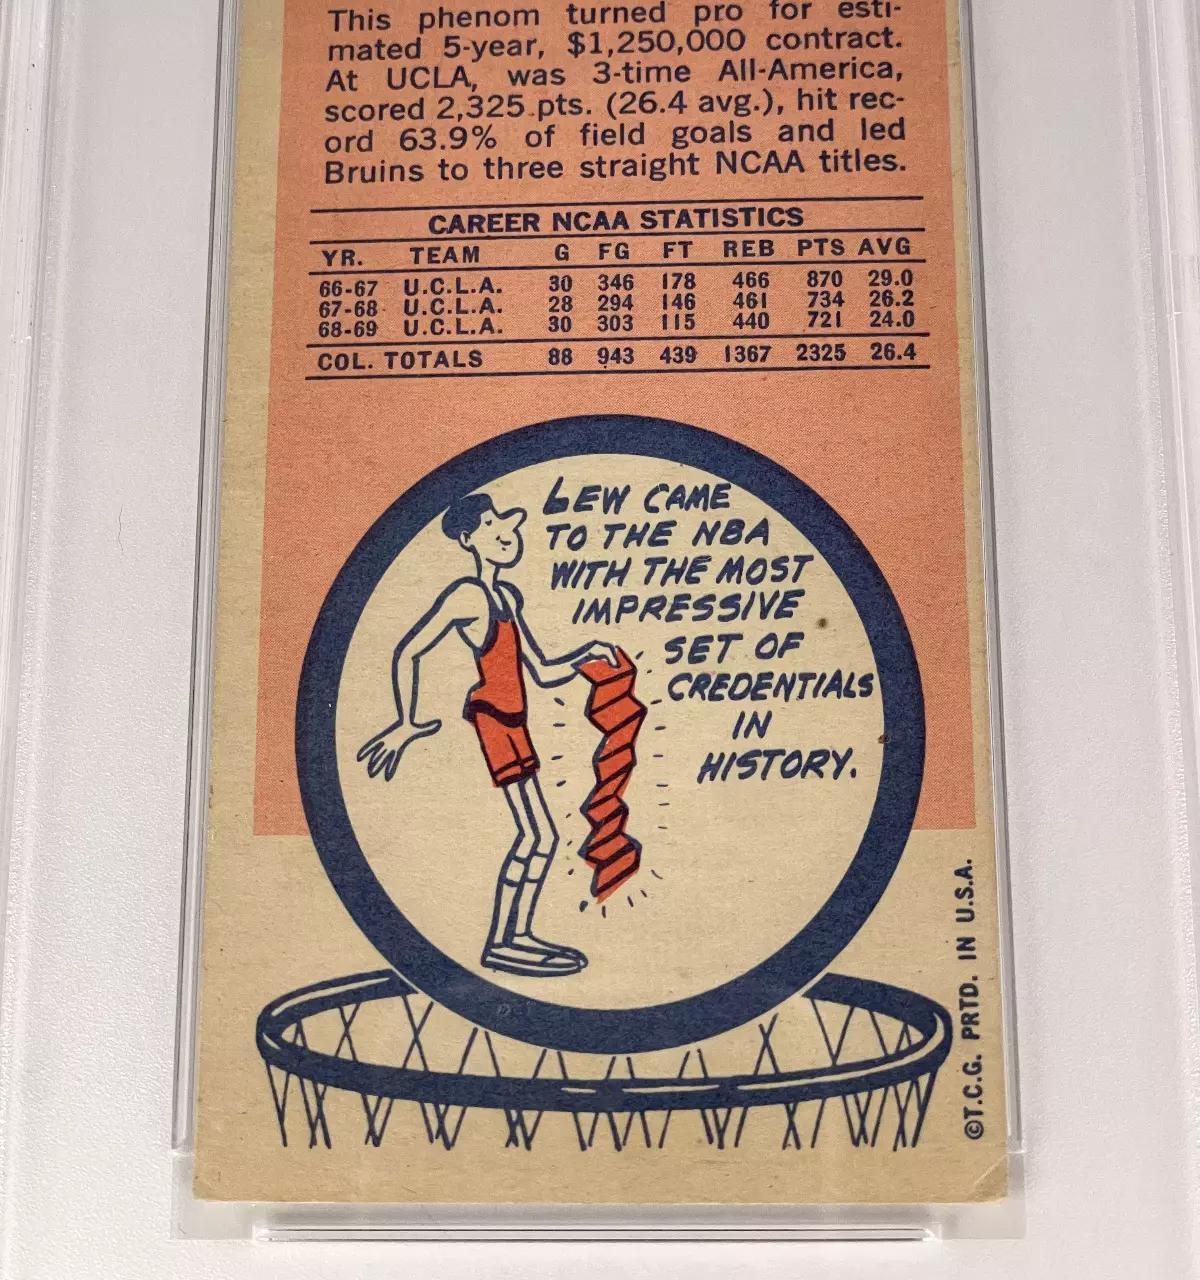 This phenom turned pro for esti-
mated 5-year, $1,250,000 contract.
At UCLA, was 3-time All-America,
scored 2,325 pts. (26.4 avg.), hit rec-
ord 63.9% of field goals and led
Bruins to three straight NCAA titles.
CAREER NCAA STATISTICS
YR. TEAM G FG FT REB PTS AVG
66-67 U.C.L.A. 30 346 178 466 870 29.0
67-68 U.C.L.A. 28 294 146 461 734 26.2
68-69 U.C.L.A. 30 303 115 440 721 24.0
COL. TOTALS 88 943 439 1367 2325 26.4
LEW CAME
TO THE NBA
WITH THE MOST
IMPRESSIVE
SET OF
CREDENTIALS
IN
HISTORY.
©T.C.G. PRTD. IN U.S.A.